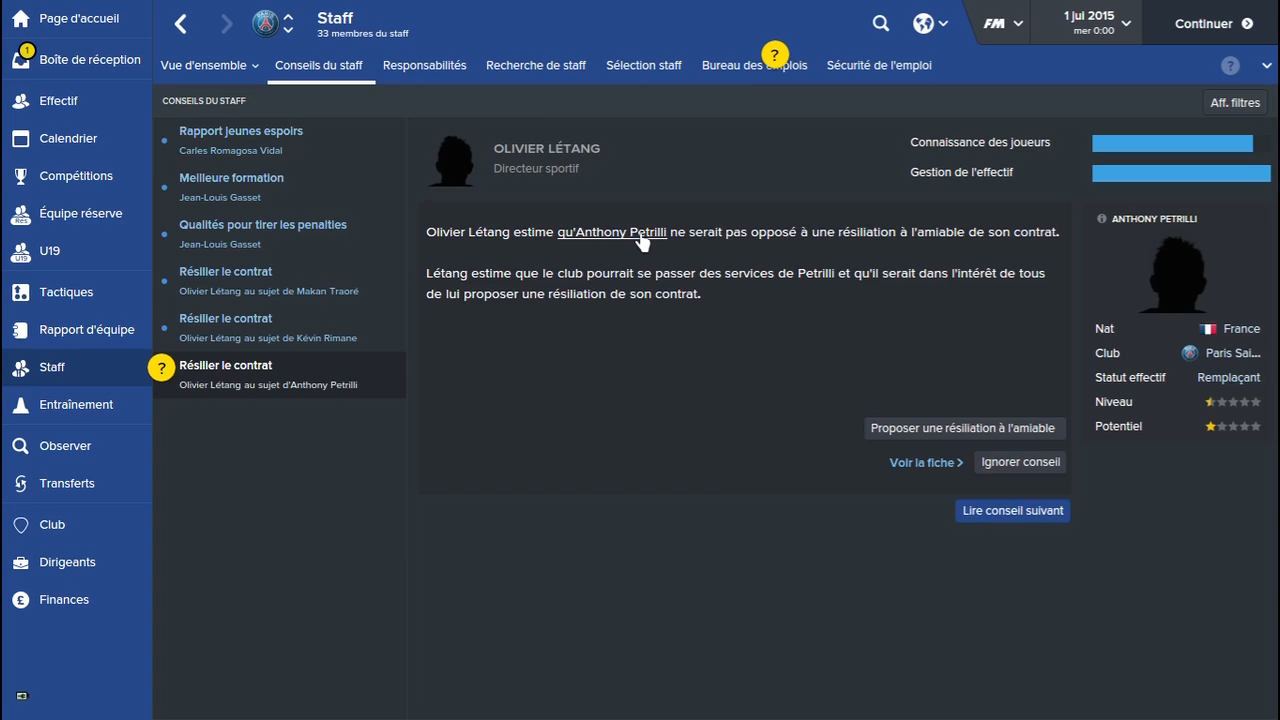 Page d'accueil
1
Boîte de réception
Effectif
Calendrier
Compétitions
Res
Équipe réserve
U19
U19
Tactiques
Rapport d'équipe
Staff
Entraînement
Observer
Transferts
Club
Dirigeants
£
Finances
Staff
33 membres du staff
FM
1 jul 2015
mer 0:00
Continuer
Vue d'ensemble
Conseils du staff
Responsabilités
Recherche de staff
Sélection staff
Bureau des emplois
?
Sécurité de l'emploi
?
CONSEILS DU STAFF
Aff. filtres
Rapport jeunes espoirs
Carles Romagosa Vidal
Meilleure formation
Jean-Louis Gasset
Qualités pour tirer les penalties
Jean-Louis Gasset
Résilier le contrat
Olivier Létang au sujet de Makan Traoré
Résilier le contrat
Olivier Létang au sujet de Kévin Rimane
?
Résilier le contrat
Olivier Létang au sujet d'Anthony Petrilli
OLIVIER LÉTANG
Directeur sportif
Connaissance des joueurs
Gestion de l'effectif
Olivier Létang estime qu'Anthony Petrilli ne serait pas opposé à une résiliation à l'amiable de son contrat.
Létang estime que le club pourrait se passer des services de Petrilli et qu'il serait dans l'intérêt de tous
de lui proposer une résiliation de son contrat.
Proposer une résiliation à l'amiable
Voir la fiche
Ignorer conseil
Lire conseil suivant
ANTHONY PETRILLI
Nat France
Club Paris Sai...
Statut effectif Remplaçant
Niveau
Potentiel